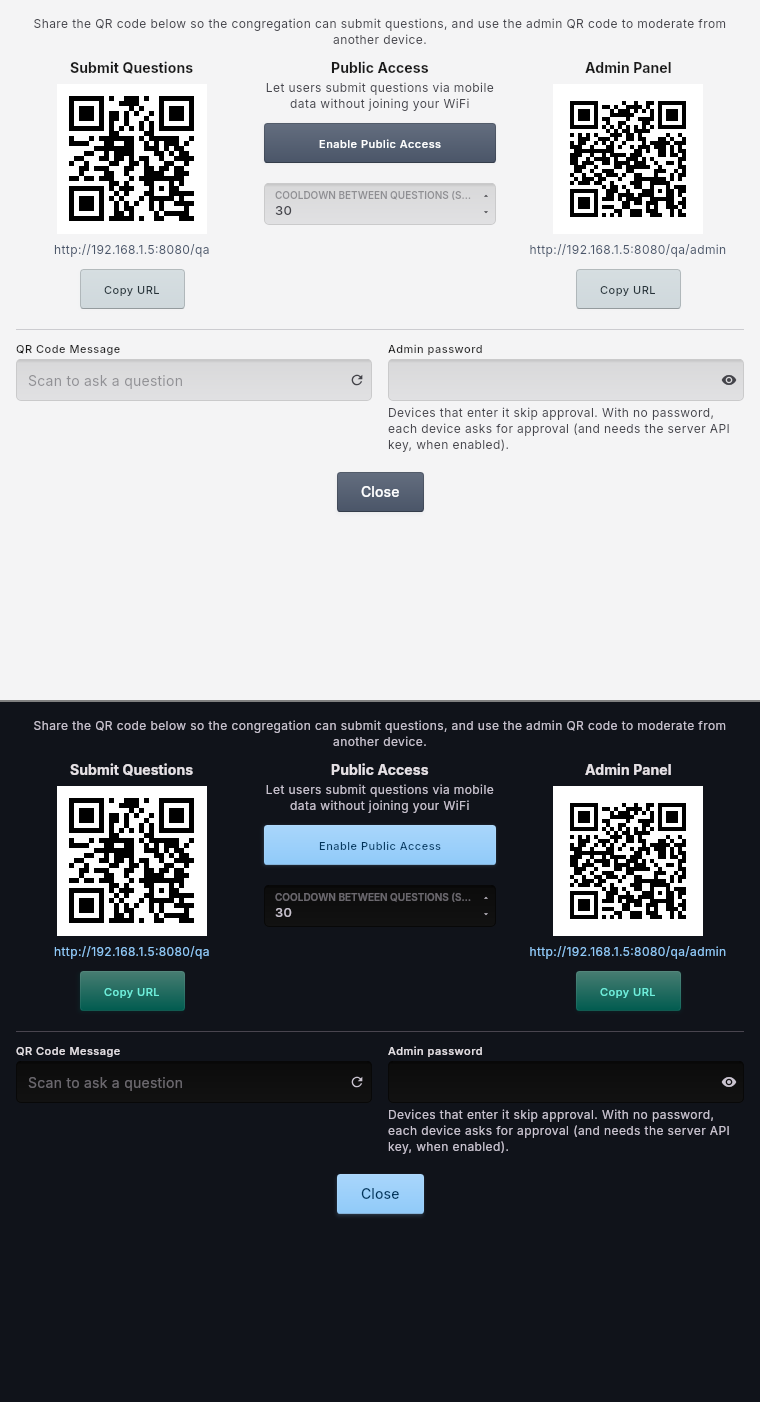 Share the QR code below so the congregation can submit questions, and use the admin QR code to moderate from
another device.
Submit Questions
http://192.168.1.5:8080/qa
Copy URL
Public Access
Let users submit questions via mobile
data without joining your WiFi
Enable Public Access
COOLDOWN BETWEEN QUESTIONS (S...
30
Admin Panel
http://192.168.1.5:8080/qa/admin
Copy URL
QR Code Message
Scan to ask a question
Admin password
Devices that enter it skip approval. With no password,
each device asks for approval (and needs the server API
key, when enabled).
Close
Share the QR code below so the congregation can submit questions, and use the admin QR code to moderate from
another device.
Submit Questions
http://192.168.1.5:8080/qa
Copy URL
Public Access
Let users submit questions via mobile
data without joining your WiFi
Enable Public Access
COOLDOWN BETWEEN QUESTIONS (S...
30
Admin Panel
http://192.168.1.5:8080/qa/admin
Copy URL
QR Code Message
Scan to ask a question
Admin password
Devices that enter it skip approval. With no password,
each device asks for approval (and needs the server API
key, when enabled).
Close